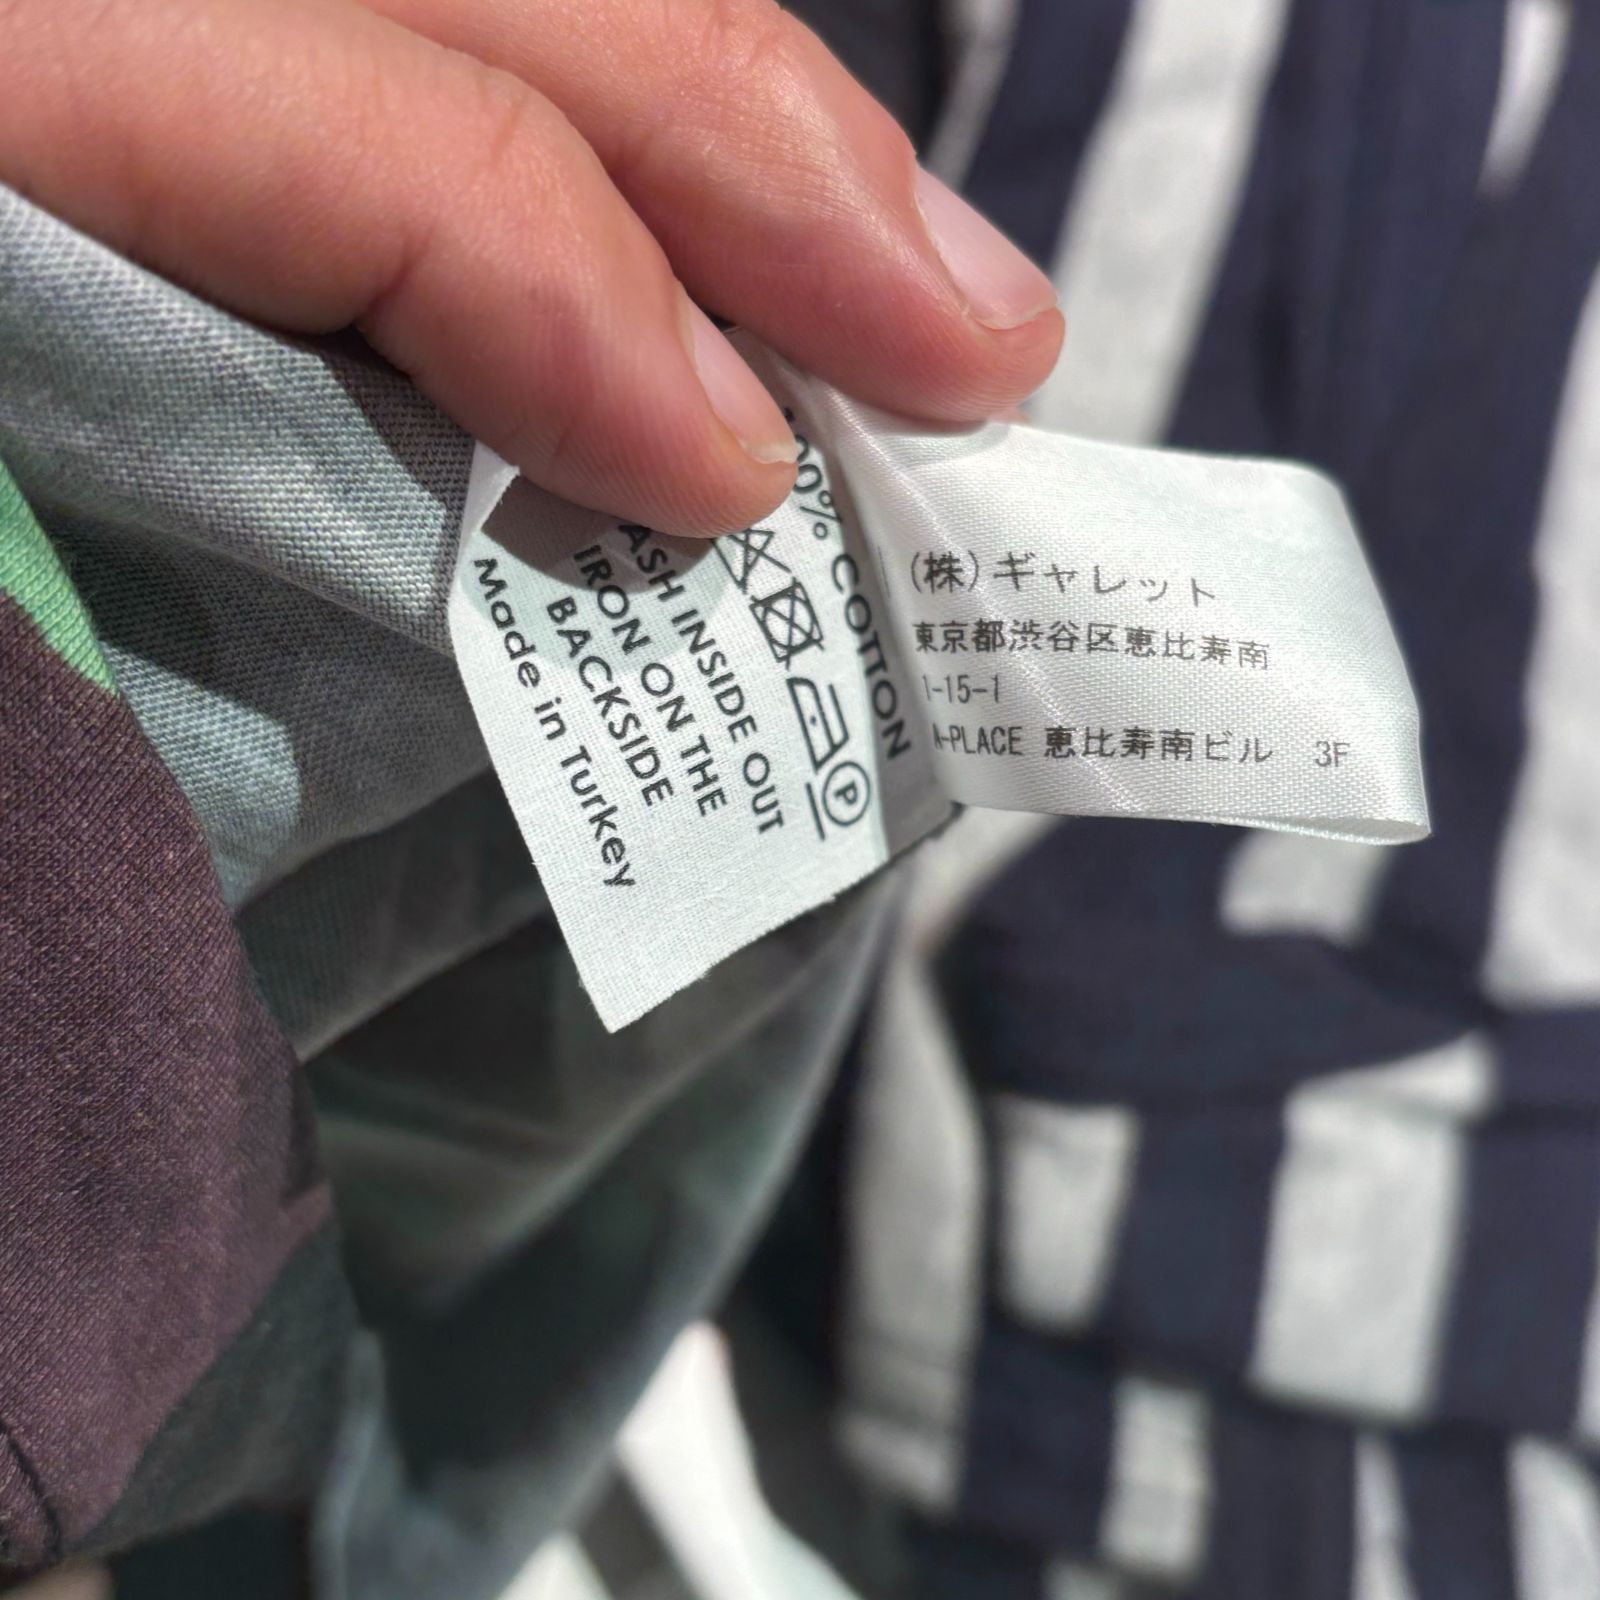 100% COTTON
P
ASH INSIDE OUT
IRON ON THE
BACKSIDE
Made in Turkey
(株)ギャレット
東京都渋谷区恵比寿南
1-15-1
A-PLACE 恵比寿南ビル 3F